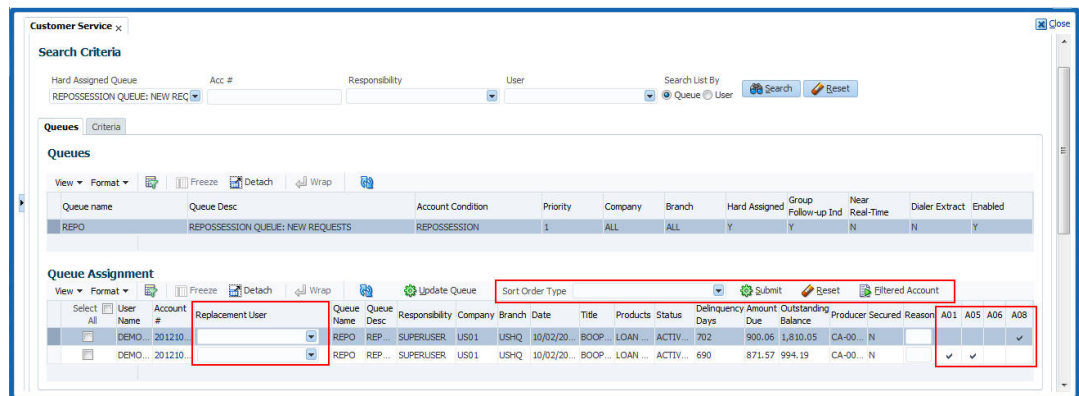 Customer Service
Close
Search Criteria
Hard Assigned Queue Acc # Responsibility User Search List By
REPOSSESSION QUEUE: NEW REQ Queue User Search Reset
Queues Criteria
Queues
View Format Freeze Detach Wrap
Queue name Queue Desc Account Condition Priority Company Branch Hard Assigned Group Follow-up Ind Near Real-Time Dialer Extract Enabled
REPO REPOSSESSION QUEUE: NEW REQUESTS REPOSSESSION 1 ALL ALL Y Y N N Y
Queue Assignment
View Format Freeze Detach Wrap Update Queue Sort Order Type Submit Reset Filtered Account
Select All User Name Account # Replacement User Queue Name Queue Desc Responsibility Company Branch Date Title Products Status Delinquency Days Amount Due Outstanding Balance Producer Secured Reason A01 A05 A06 A08
DEMO... 201210... REPO REP... SUPERUSER US01 USHQ 10/02/20... BOOP... LOAN ... ACTIV... 702 900.06 1,810.05 CA-00... N
DEMO... 201210... REPO REP... SUPERUSER US01 USHQ 10/02/20... BOOP... LOAN ... ACTIV... 690 871.57 994.19 CA-00... N